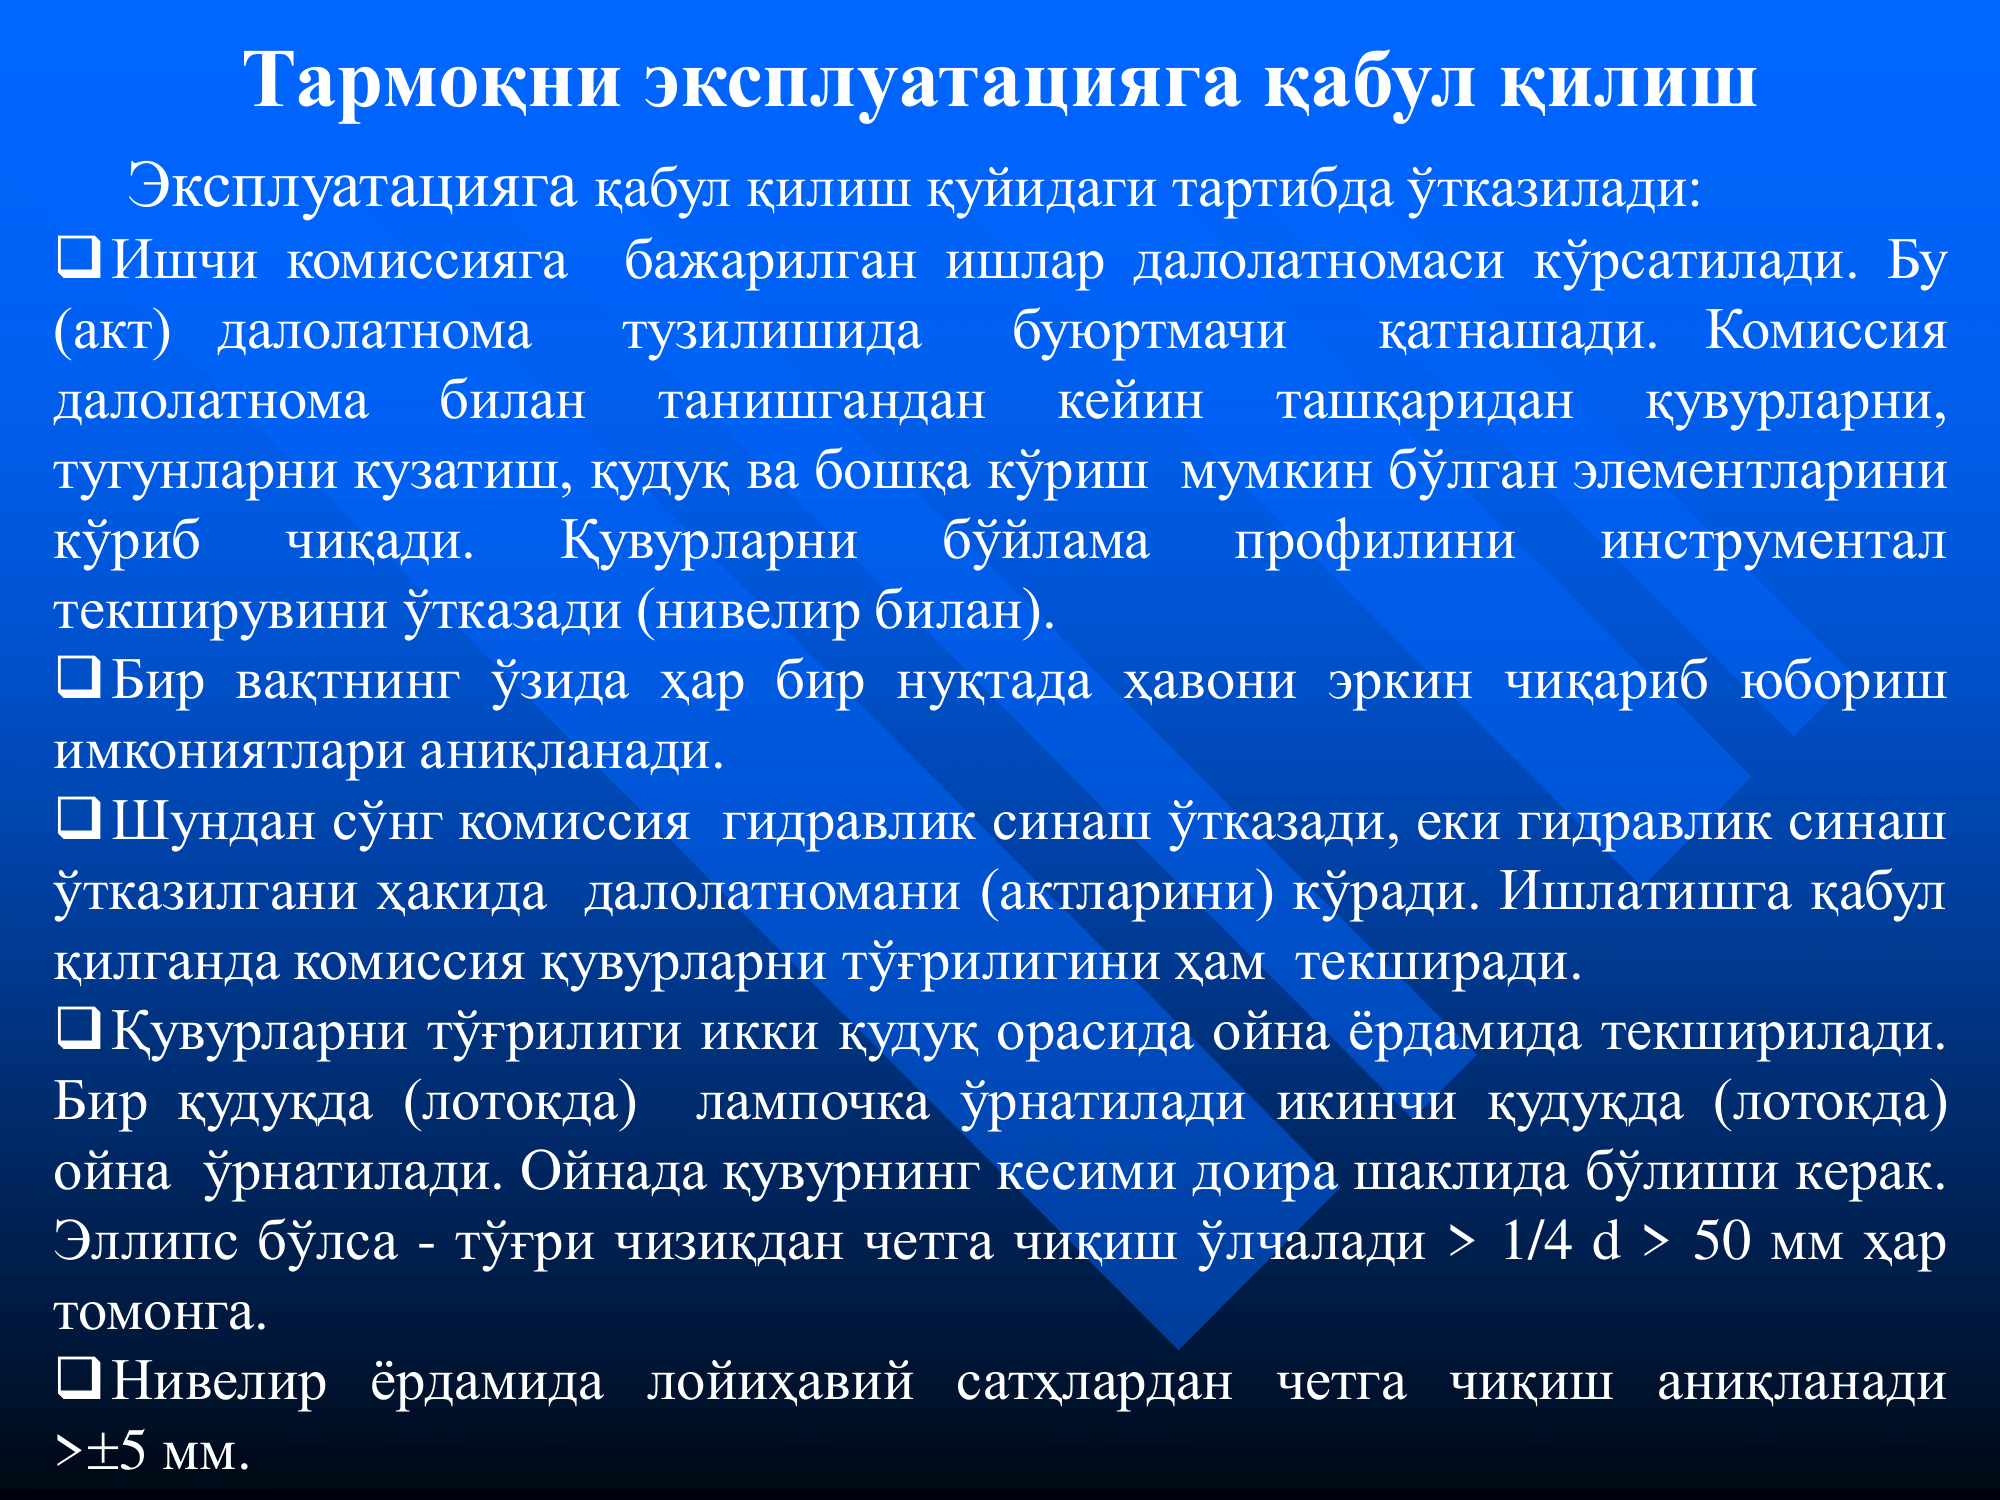 Тармоқни эксплуатацияга қабул қилиш
Эксплуатацияга қабул қилиш қуйидаги тартибда ўтказилади:
❑Ишчи комиссияга бажарилган ишлар далолатномаси кўрсатилади. Бу
(акт) далолатнома тузилишида буюртмачи қатнашади. Комиссия
далолатнома билан танишгандан кейин ташқаридан қувурларни,
тугунларни кузатиш, қудуқ ва бошқа кўриш мумкин бўлган элементларини
кўриб чиқади. Қувурларни бўйлама профилини инструментал
текширувини ўтказади (нивелир билан).
❑Бир вақтнинг ўзида ҳар бир нуқтада ҳавони эркин чиқариб юбориш
имкониятлари аниқланади.
❑Шундан сўнг комиссия гидравлик синаш ўтказади, еки гидравлик синаш
ўтказилгани ҳакида далолатномани (актларини) кўради. Ишлатишга қабул
қилганда комиссия қувурларни тўғрилигини ҳам текширади.
❑Қувурларни тўғрилиги икки қудуқ орасида ойна ёрдамида текширилади.
Бир қудуқда (лотокда) лампочка ўрнатилади икинчи қудуқда (лотокда)
ойна ўрнатилади. Ойнада қувурнинг кесими доира шаклида бўлиши керак.
Эллипс бўлса - тўғри чизиқдан четга чиқиш ўлчалади > 1/4 d > 50 мм ҳар
томонга.
❑Нивелир ёрдамида лойиҳавий сатҳлардан четга чиқиш аниқланади
>±5 мм.